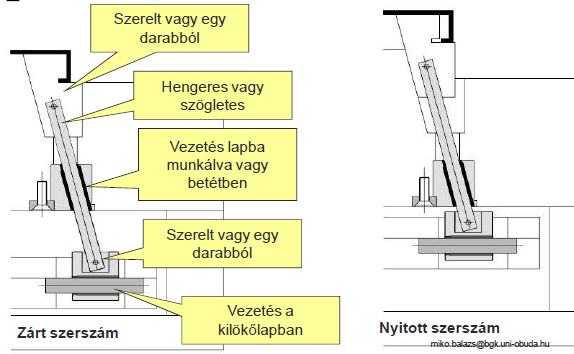 Szerelt vagy egy
darabból
Hengeres vagy
szögletes
Vezetés lapba
munkálva vagy
betétben
Szerelt vagy egy
darabból
Vezetés a
kilökőlapban
Zárt szerszám
Nyitott szerszám
miko.balazs@bgk.uni-obuda.hu